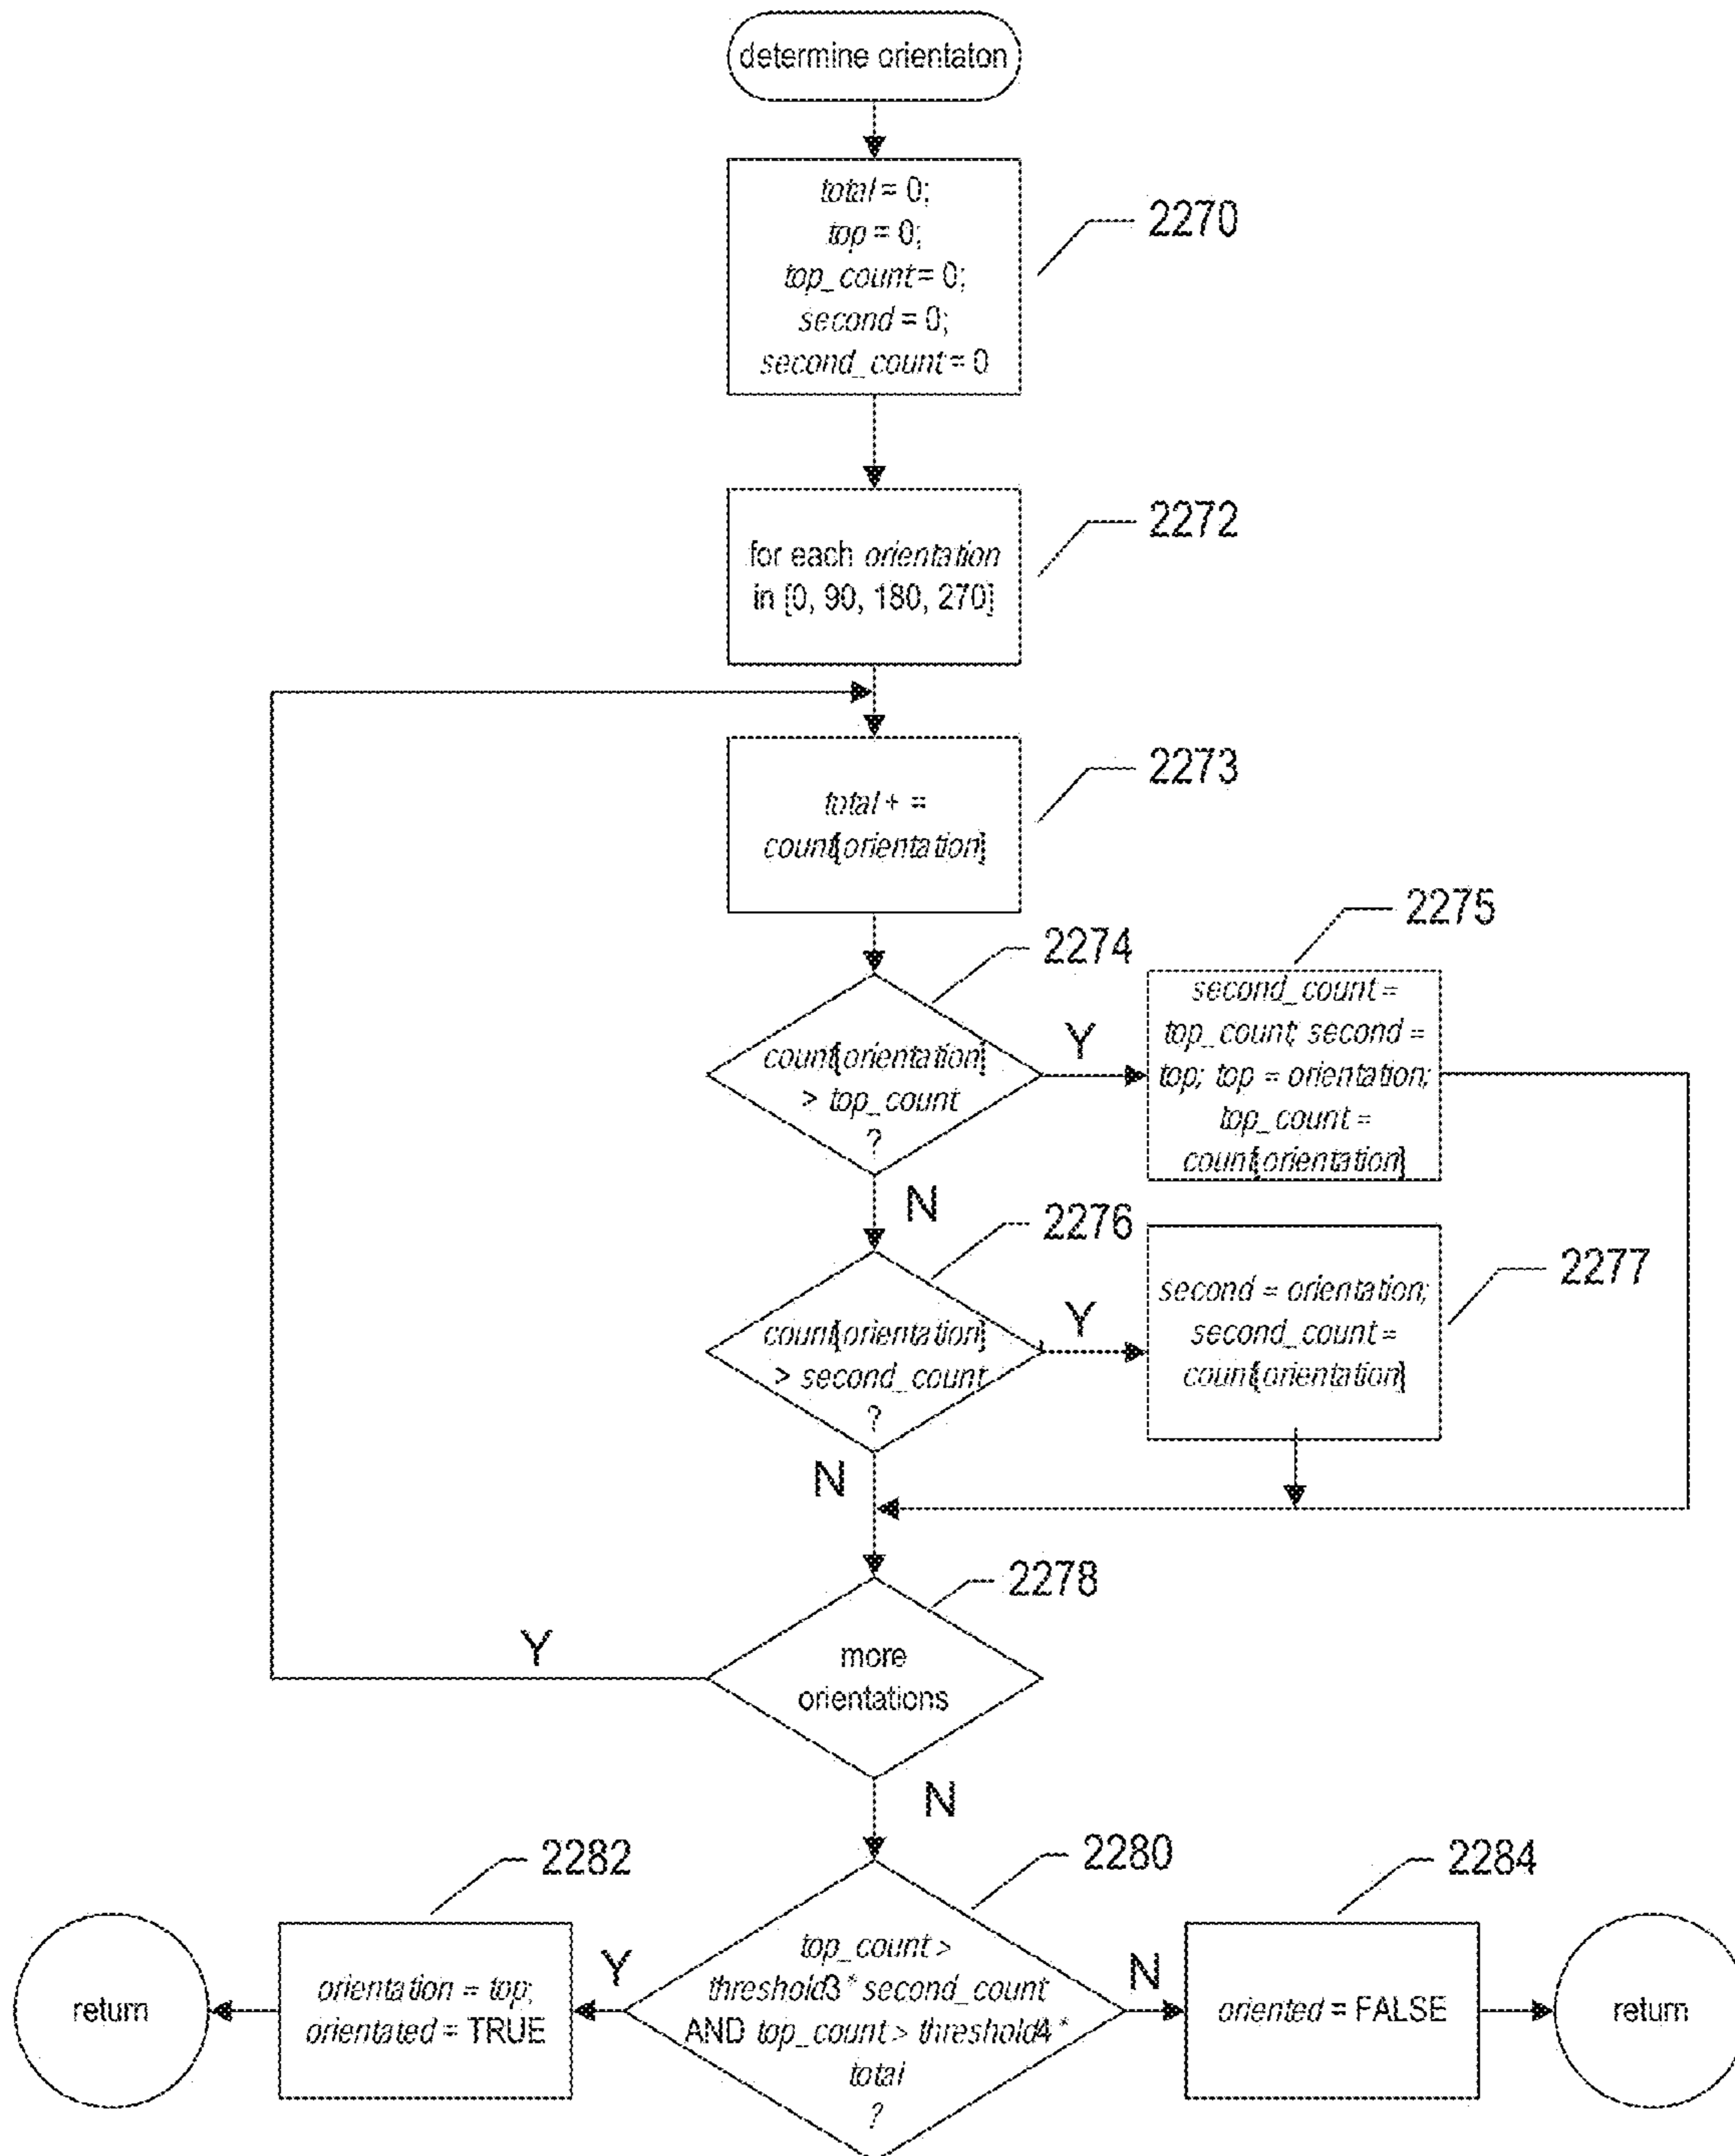 determine orientaton
total = 0;
top = 0;
top_count = 0;
second = 0;
second_count = 0
2270
for each orientation
in [0, 90, 180, 270]
2272
total + =
count[orientation]
2273
count[orientation]
> top_count
?
2274
Y
N
second_count =
top_count; second =
top; top = orientation;
top_count =
count[orientation]
2275
count[orientation]
> second_count
?
2276
Y
N
second = orientation;
second_count =
count[orientation]
2277
more
orientations
2278
Y
N
top_count >
threshold3* second_count
AND top_count > threshold4*
total
?
2280
Y
N
orientation = top;
orientated = TRUE
2282
return
oriented = FALSE
2284
return